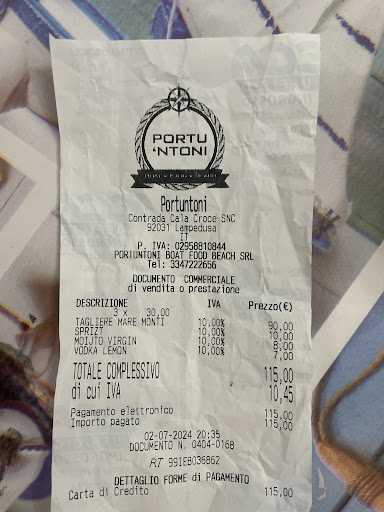 PORTU
'NTONI
Portuntoni
Contrada Cala Croce SNC
92031 Lampedusa
IT
P. IVA: 02958810844
PORTUNTONI BOAT FOOD BEACH SRL
Tel: 3347222656
DOCUMENTO COMMERCIALE
di vendita o prestazione
DESCRIZIONE IVA Prezzo(€)
3 x 30,00
TAGLIERE MARE MONTI 10,00% 90,00
SPRIZT 10,00% 10,00
MOIJTO VIRGIN 10,00% 8,00
VODKA LEMON 10,00% 7,00
TOTALE COMPLESSIVO 115,00
di cui IVA 10,45
Pagamento elettronico 115,00
Importo pagato 115,00
02-07-2024 20:35
DOCUMENTO N. 0404-0168
RT 99IEB036862
DETTAGLIO FORME di PAGAMENTO
Carta di Credito 115,00